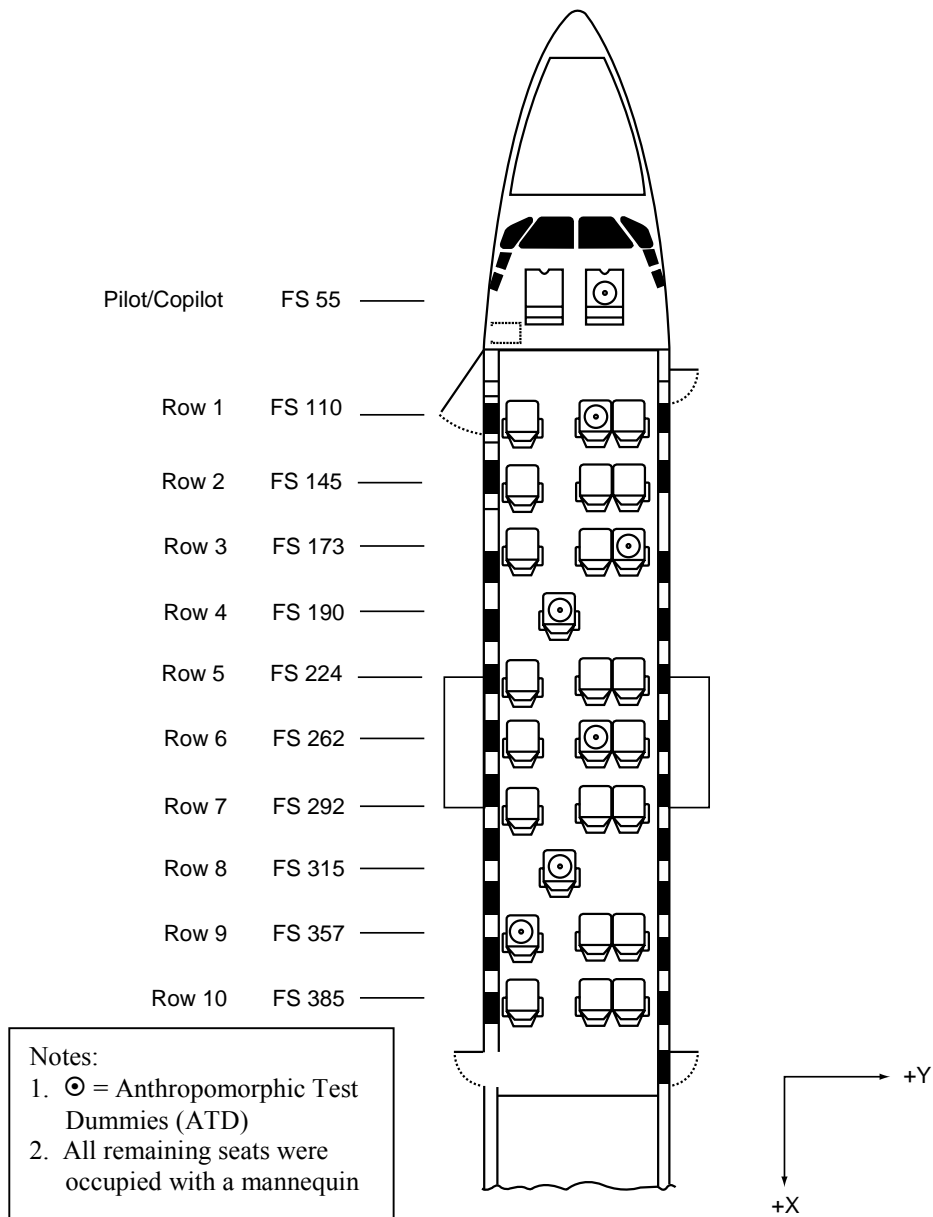 Pilot/Copilot FS 55
Row 1 FS 110
Row 2 FS 145
Row 3 FS 173
Row 4 FS 190
Row 5 FS 224
Row 6 FS 262
Row 7 FS 292
Row 8 FS 315
Row 9 FS 357
Row 10 FS 385
Notes:
1. ⊙ = Anthropomorphic Test
Dummies (ATD)
2. All remaining seats were
occupied with a mannequin
+Y
+X